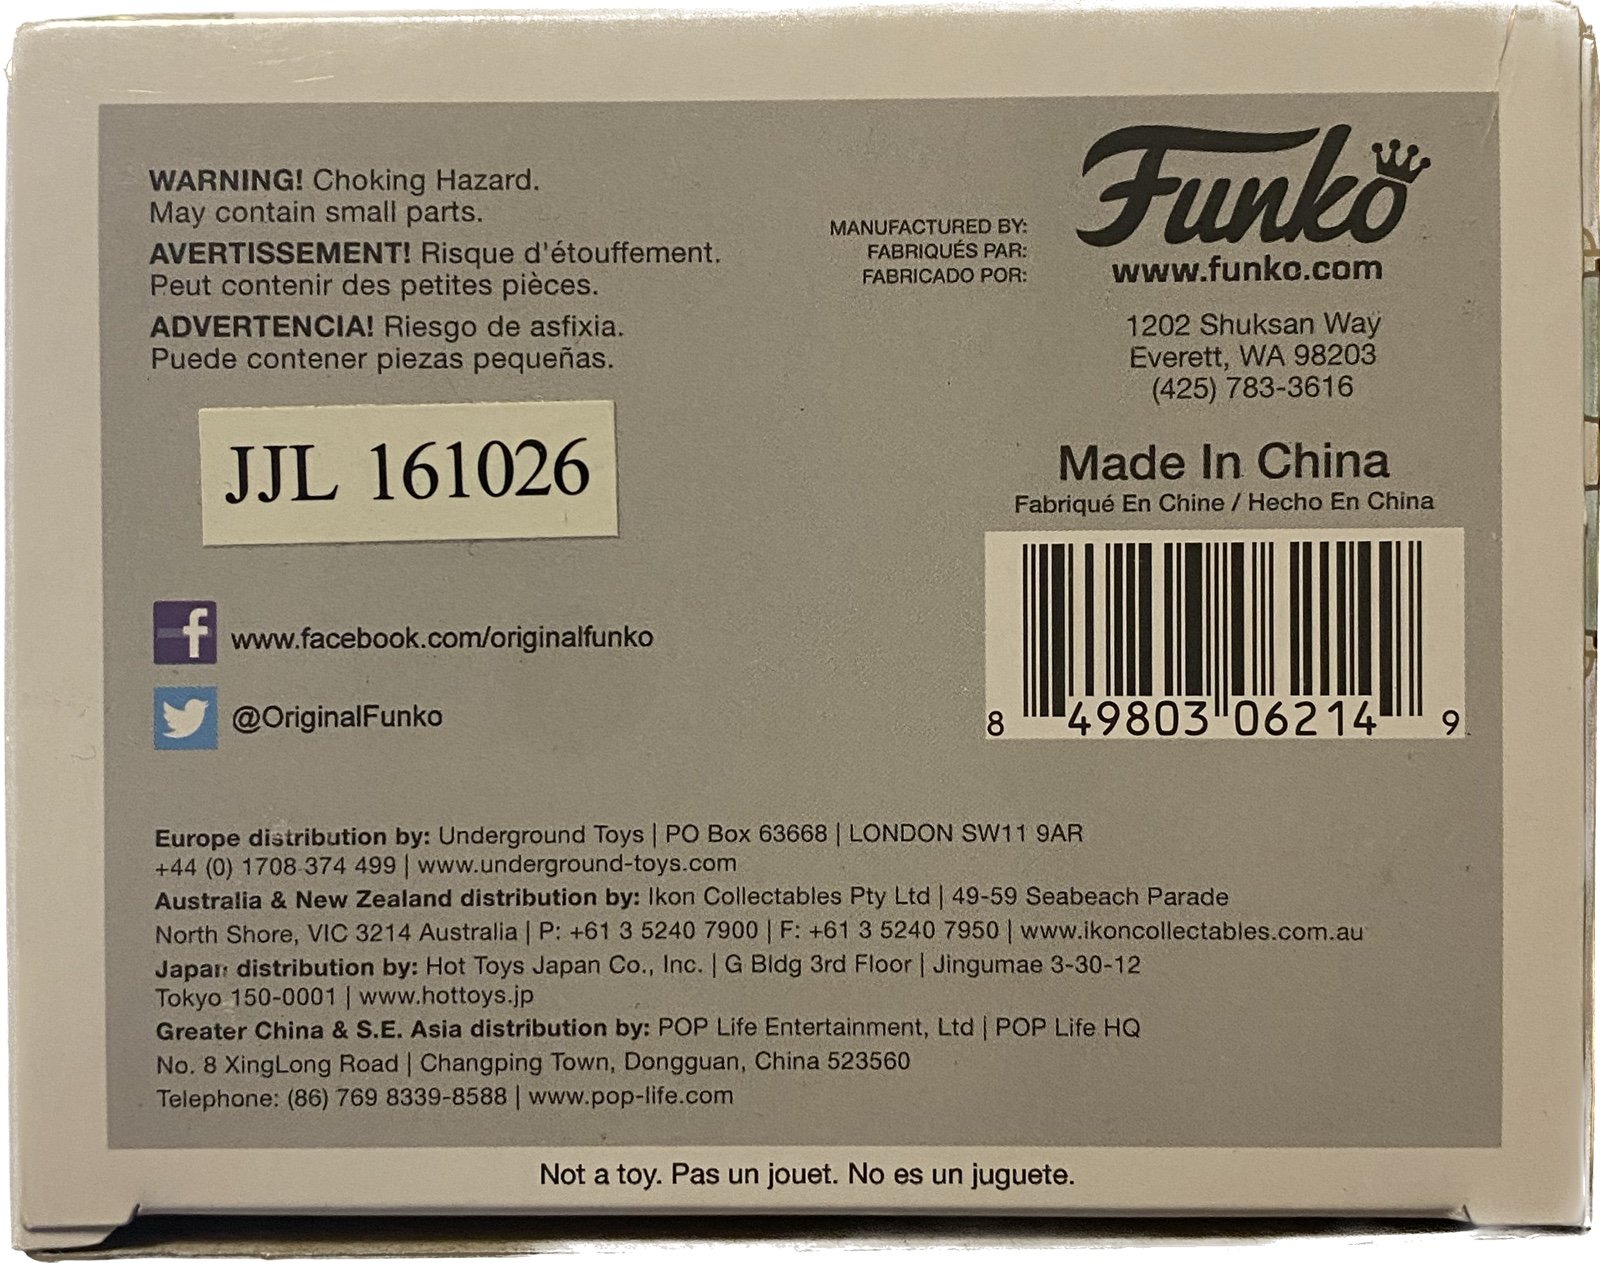 WARNING! Choking Hazard.
May contain small parts.
AVERTISSEMENT! Risque d'étouffement.
Peut contenir des petites pièces.
ADVERTENCIA! Riesgo de asfixia.
Puede contener piezas pequeñas.
JJL 161026
f www.facebook.com/originalfunko
@OriginalFunko
MANUFACTURED BY:
FABRIQUÉS PAR:
FABRICADO POR:
Funko
www.funko.com
1202 Shuksan Way
Everett, WA 98203
(425) 783-3616
Made In China
Fabriqué En Chine / Hecho En China
8 49803 06214 9
Europe distribution by: Underground Toys | PO Box 63668 | LONDON SW11 9AR
+44 (0) 1708 374 499 | www.underground-toys.com
Australia & New Zealand distribution by: Ikon Collectables Pty Ltd | 49-59 Seabeach Parade
North Shore, VIC 3214 Australia | P: +61 3 5240 7900 | F: +61 3 5240 7950 | www.ikoncollectables.com.au
Japan distribution by: Hot Toys Japan Co., Inc. | G Bldg 3rd Floor | Jingumae 3-30-12
Tokyo 150-0001 | www.hottoys.jp
Greater China & S.E. Asia distribution by: POP Life Entertainment, Ltd | POP Life HQ
No. 8 XingLong Road | Changping Town, Dongguan, China 523560
Telephone: (86) 769 8339-8588 | www.pop-life.com
Not a toy. Pas un jouet. No es un juguete.